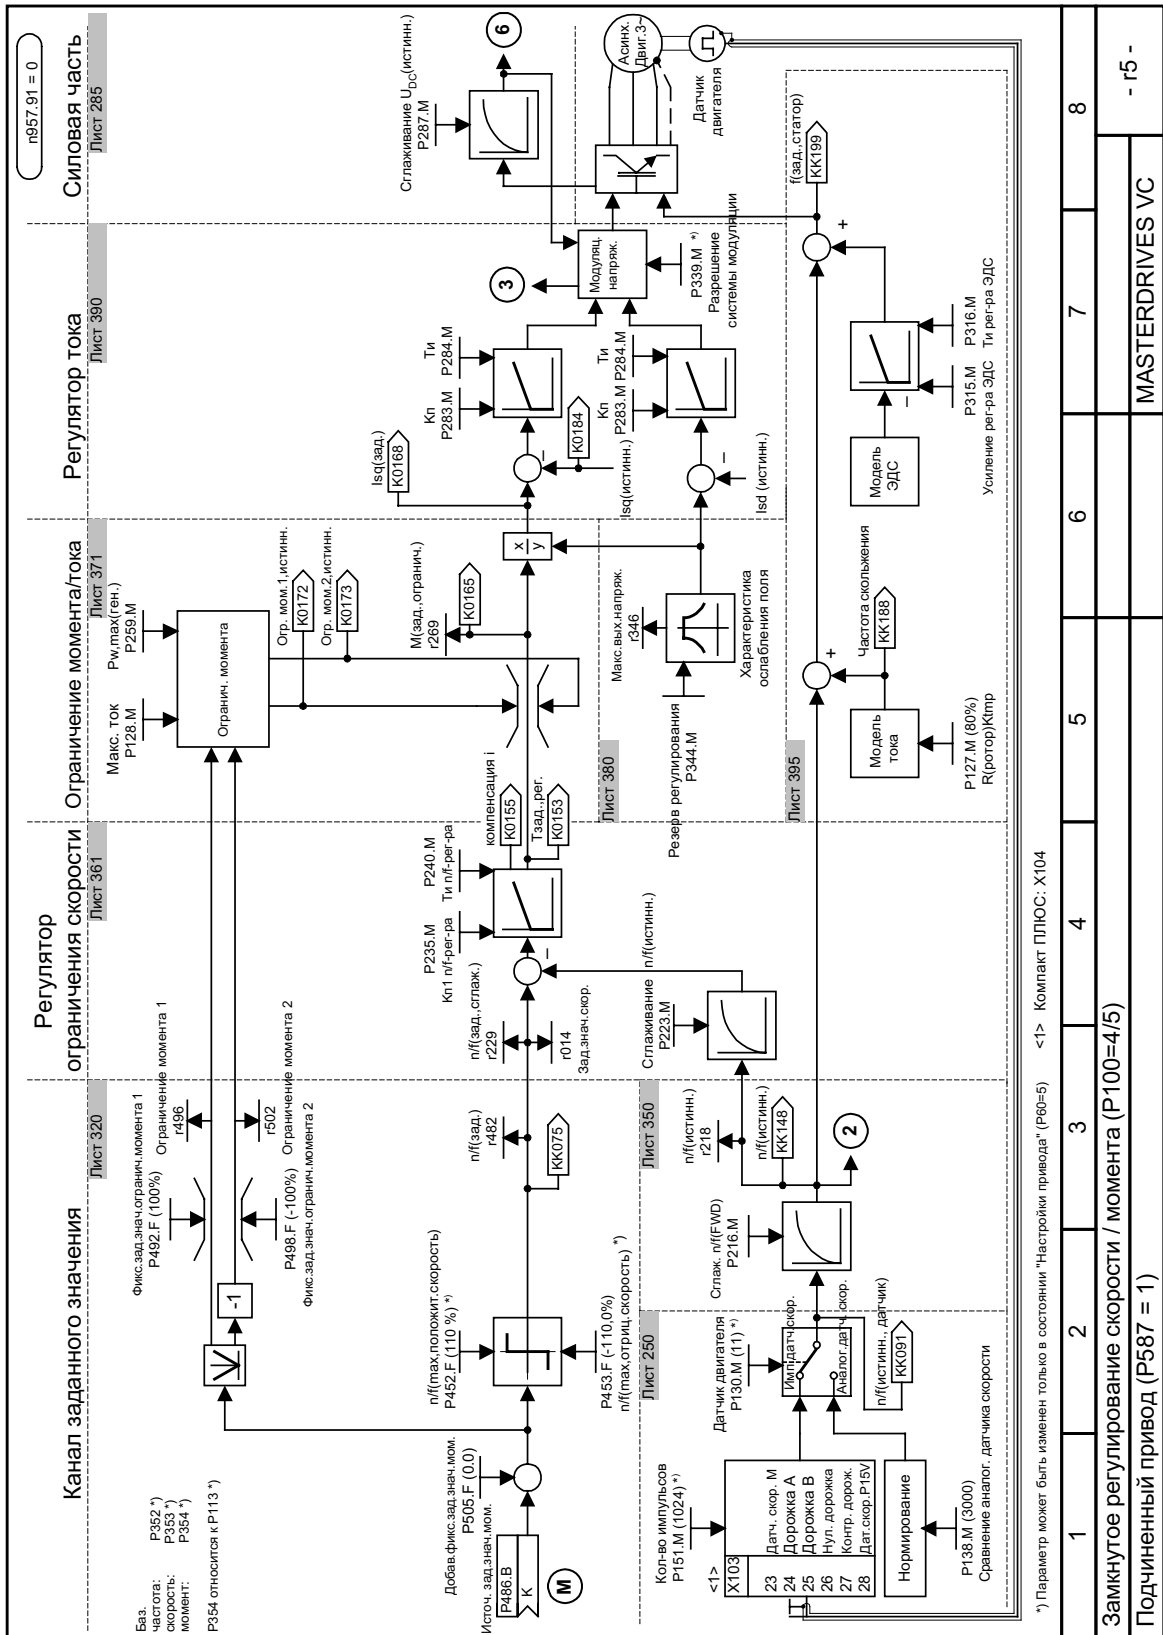 n957.91 = 0
Канал заданного значения
Регулятор
ограничения скорости
Ограничение момента/тока
Регулятор тока
Силовая часть
Лист 320
Лист 361
Лист 371
Лист 390
Лист 285
Баз.
частота: P352 *)
скорость: P353 *)
момент: P354 *)
P354 относится к P113 *)
Фикс.зад.знач.огранич.момента 1
P492.F (100%)
Ограничение момента 1
r496
-1
P498.F (-100%)
Фикс.зад.знач.огранич.момента 2
r502
Ограничение момента 2
Макс. ток
P128.M
Pw,max(ген.)
P259.M
Огранич. момента
Огр. мом.1,истинн.
K0172
Огр. мом.2,истинн.
K0173
Добав.фикс.зад.знач.мом.
P505.F (0.0)
Источ. зад.знач.мом.
P486.B
K
M
n/f(max,положит.скорость)
P452.F (110 %) *)
P453.F (-110,0%)
n/f(max,отриц.скорость) *)
n/f(зад.)
r482
KK075
n/f(зад.,сглаж.)
r229
r014
Зад.знач.скор.
P235.M
Кп1 n/f-рег-ра
P240.M
Ти n/f-рег-ра
компенсация i
K0155
Tзад.,рег.
K0153
M(зад.,огранич.)
r269
K0165
x
y
Isq(зад.)
K0168
Кп
P283.M
Ти
P284.M
K0184
Isq(истинн.)
Кп
P283.M
Ти
P284.M
Isd (истинн.)
3
Модуляц.
напряж.
P339.M *)
Разрешение
системы модуляции
Сглаживание UDC(истинн.)
P287.M
6
Асинх.
Двиг.3~
Датчик
двигателя
Лист 380
Макс.вых.напряж.
r346
Резерв регулирования
P344.M
Характеристика
ослабления поля
Лист 350
Сглаживание n/f(истинн.)
P223.M
n/f(истинн.)
r218
n/f(истинн.)
KK148
2
Сглаж. n/f(FWD)
P216.M
Лист 250
Датчик двигателя
P130.M (11) *)
Имп.датч.скор.
Аналог.датч. скор.
n/f(истинн., датчик)
KK091
Кол-во импульсов
P151.M (1024) *)
<1>
X103
23 Датч. скор. M
24 Дорожка A
25 Дорожка B
26 Нул. дорожка
27 Контр. дорож.
28 Дат.скор.P15V
Нормирование
P138.M (3000)
Сравнение аналог. датчика скорости
Лист 395
Модель
тока
P127.M (80%)
R(ротор)Ktmp
Частота скольжения
KK188
+
Модель
ЭДС
P315.M
Усиление рег-ра ЭДС
P316.M
Ти рег-ра ЭДС
+
f(зад.,статор)
KK199
*) Параметр может быть изменен только в состоянии "Настройки привода" (P60=5)
<1> Компакт ПЛЮС: X104
1 2 3 4 5 6 7 8
Замкнутое регулирование скорости / момента (P100=4/5)
Подчиненный привод (P587 = 1)
MASTERDRIVES VC
- r5 -